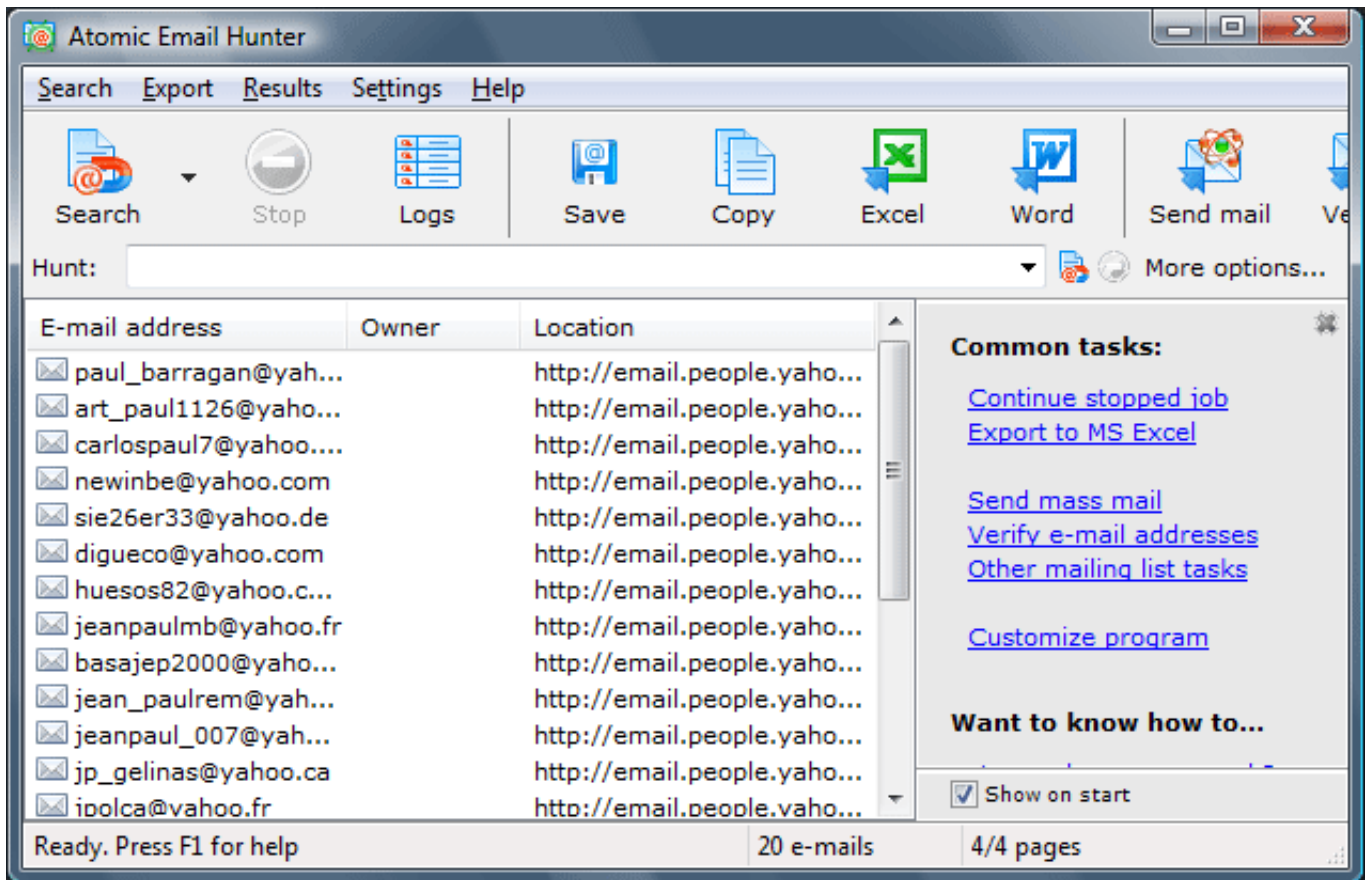 Atomic Email Hunter
Search Export Results Settings Help
Search Stop Logs Save Copy Excel Word Send mail
Hunt: More options...
E-mail address Owner Location
paul_barragan@yah... http://email.people.yaho...
art_paul1126@yaho... http://email.people.yaho...
carlospaul7@yahoo.... http://email.people.yaho...
newinbe@yahoo.com http://email.people.yaho...
sie26er33@yahoo.de http://email.people.yaho...
digueco@yahoo.com http://email.people.yaho...
huesos82@yahoo.c... http://email.people.yaho...
jeanpaulmb@yahoo.fr http://email.people.yaho...
basajep2000@yaho... http://email.people.yaho...
jean_paulrem@yah... http://email.people.yaho...
jeanpaul_007@yah... http://email.people.yaho...
jp_gelinas@yahoo.ca http://email.people.yaho...
jpolca@yahoo.fr http://email.people.yaho...
Common tasks:
Continue stopped job
Export to MS Excel
Send mass mail
Verify e-mail addresses
Other mailing list tasks
Customize program
Want to know how to...
Show on start
Ready. Press F1 for help 20 e-mails 4/4 pages